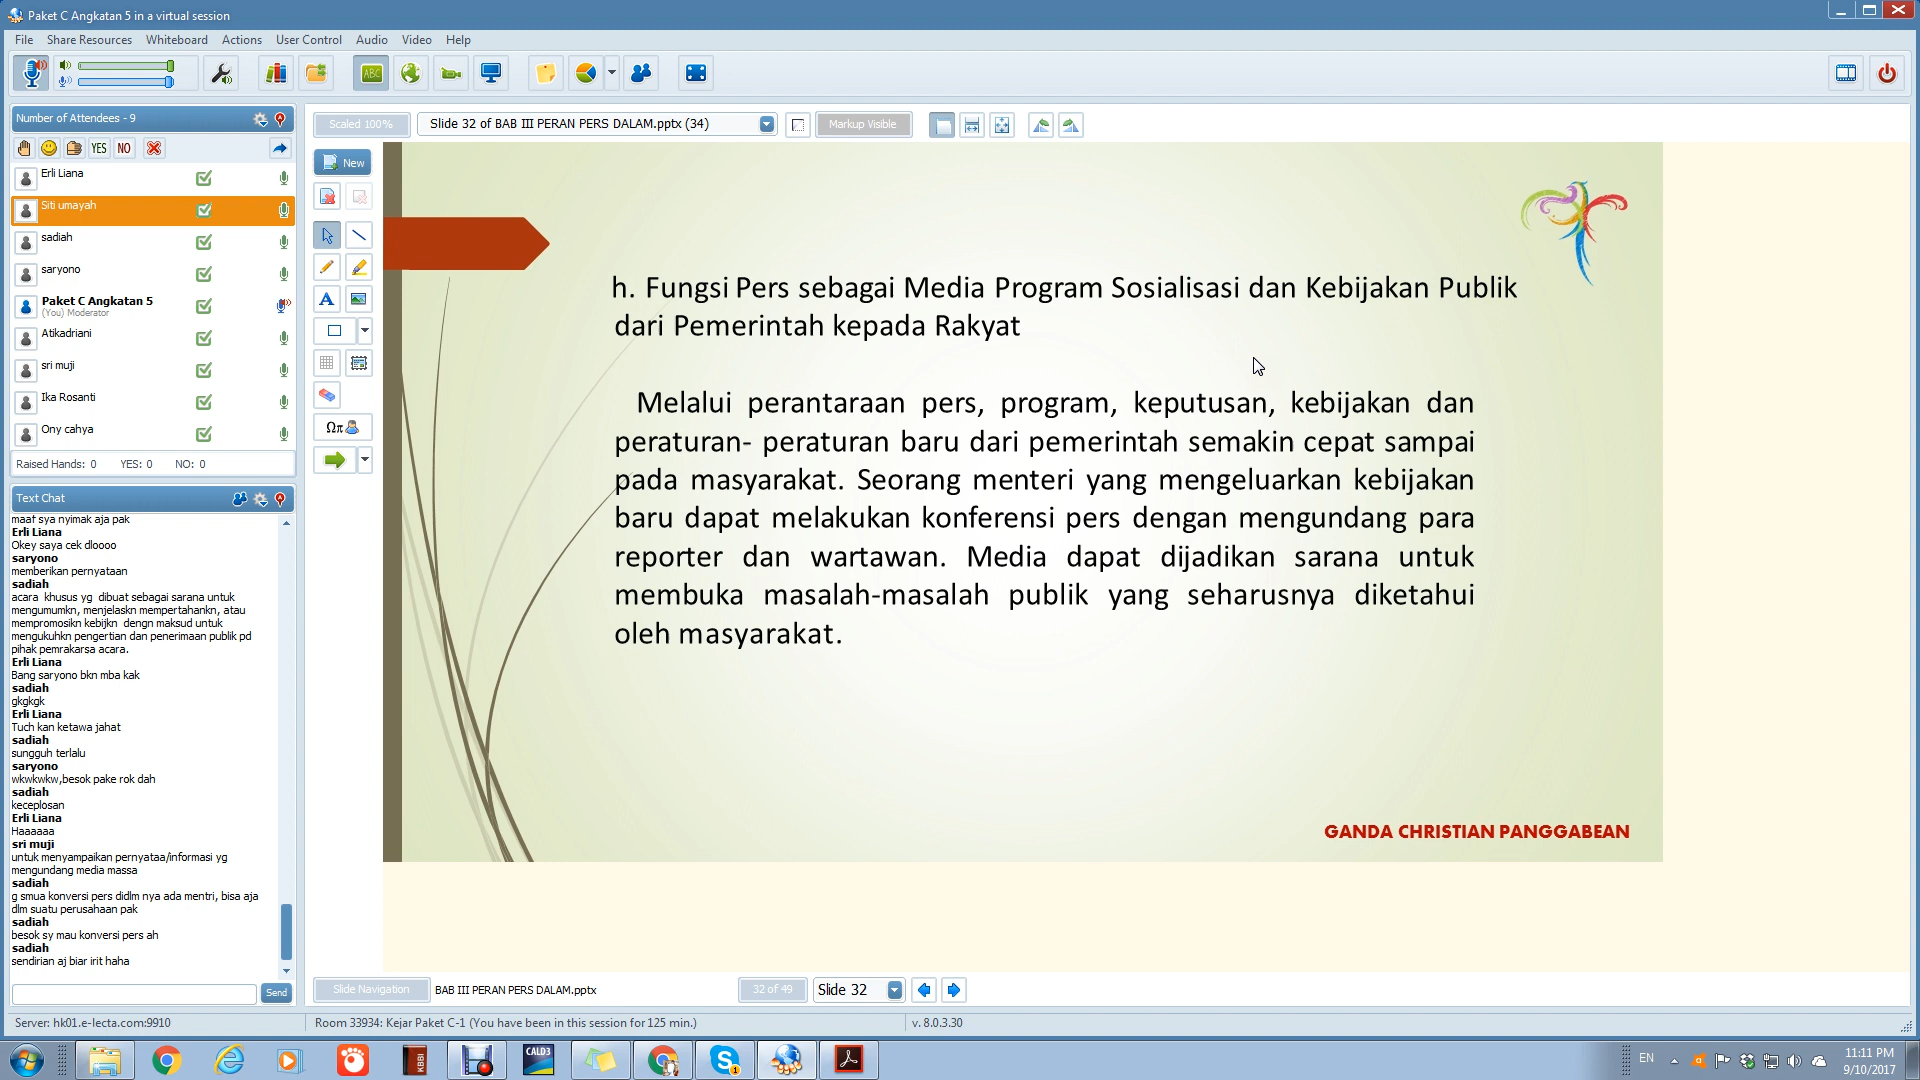 Paket C Angkatan 5 in a virtual session
File Share Resources Whiteboard Actions User Control Audio Video Help
ABC
Number of Attendees - 9
YES NO
Erli Liana
Siti umayah
sadiah
saryono
Paket C Angkatan 5
(You) Moderator
Atikadriani
sri muji
Ika Rosanti
Ony cahya
Raised Hands: 0 YES: 0 NO: 0
Text Chat
maaf sya nyimak aja pak
Erli Liana
Okey saya cek dloooo
saryono
memberikan pernyataan
sadiah
acara khusus yg dibuat sebagai sarana untuk
mengumumkn, menjelaskn mempertahankn, atau
mempromosikn kebijkn dengn maksud untuk
mengukuhkn pengertian dan penerimaan publik pd
pihak pemrakarsa acara.
Erli Liana
Bang saryono bkn mba kak
sadiah
gkgkgk
Erli Liana
Tuch kan ketawa jahat
sadiah
sungguh terlalu
saryono
wkwkwkw,besok pake rok dah
sadiah
keceplosan
Erli Liana
Haaaaaa
sri muji
untuk menyampaikan pernyataa/informasi yg
mengundang media massa
sadiah
g smua konversi pers didlm nya ada mentri, bisa aja
dlm suatu perusahaan pak
sadiah
besok sy mau konversi pers ah
sadiah
sendirian aj biar irit haha
Send
Scaled 100%
Slide 32 of BAB III PERAN PERS DALAM.pptx (34)
Markup Visible
New
A
Ωπ
h. Fungsi Pers sebagai Media Program Sosialisasi dan Kebijakan Publik
dari Pemerintah kepada Rakyat
Melalui perantaraan pers, program, keputusan, kebijakan dan
peraturan- peraturan baru dari pemerintah semakin cepat sampai
pada masyarakat. Seorang menteri yang mengeluarkan kebijakan
baru dapat melakukan konferensi pers dengan mengundang para
reporter dan wartawan. Media dapat dijadikan sarana untuk
membuka masalah-masalah publik yang seharusnya diketahui
oleh masyarakat.
GANDA CHRISTIAN PANGGABEAN
Slide Navigation
BAB III PERAN PERS DALAM.pptx
32 of 49
Slide 32
Server: hk01.e-lecta.com:9910
Room 33934: Kejar Paket C-1 (You have been in this session for 125 min.)
v. 8.0.3.30
KBBI
CALD3
EN
11:11 PM
9/10/2017